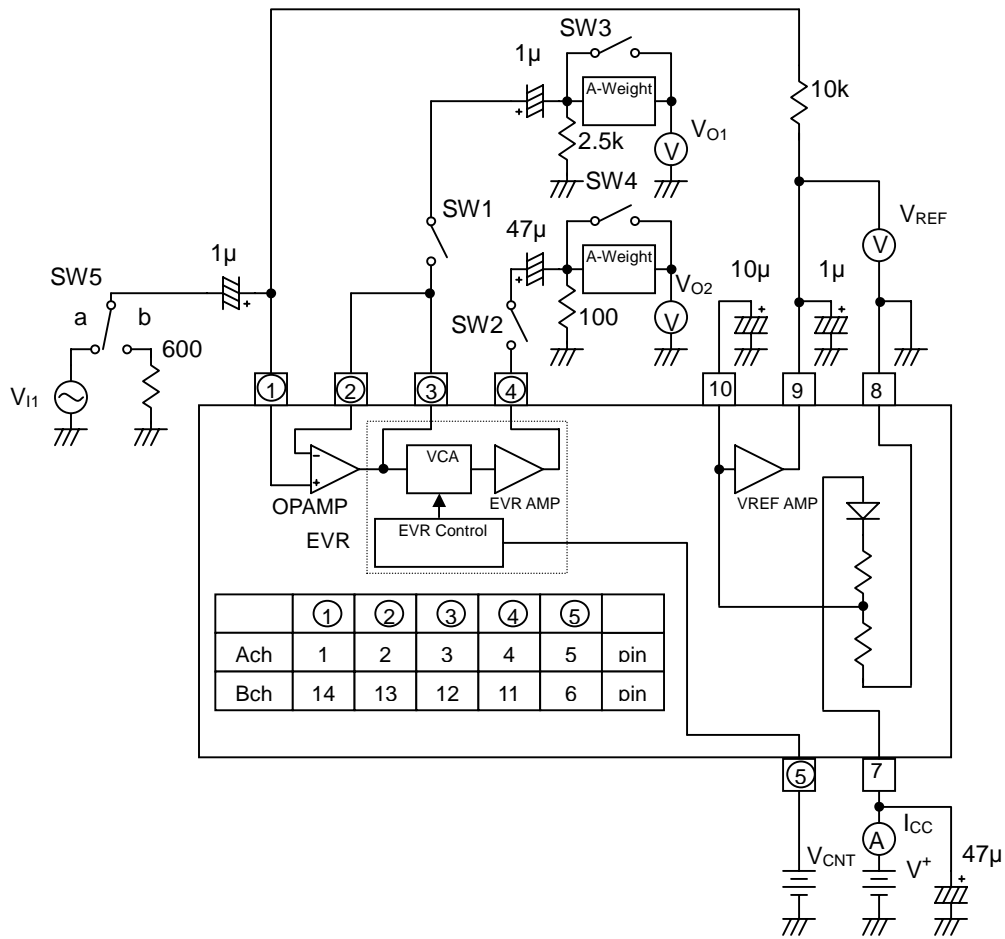 SW3
1µ
A-Weight
10k
VO1
2.5k
V
SW4
SW1
47µ
VREF
1µ
A-Weight
V
SW5
10µ
1µ
VO2
a b
SW2
100
V
600
VI1
① ② ③ ④ 10 9 8
VCA
- +
OPAMP
EVR AMP
VREF AMP
EVR
EVR Control
① ② ③ ④ ⑤
Ach 1 2 3 4 5 pin
Bch 14 13 12 11 6 pin
⑤ 7
ICC
A
VCNT
V+
47µ
+ + + + + +